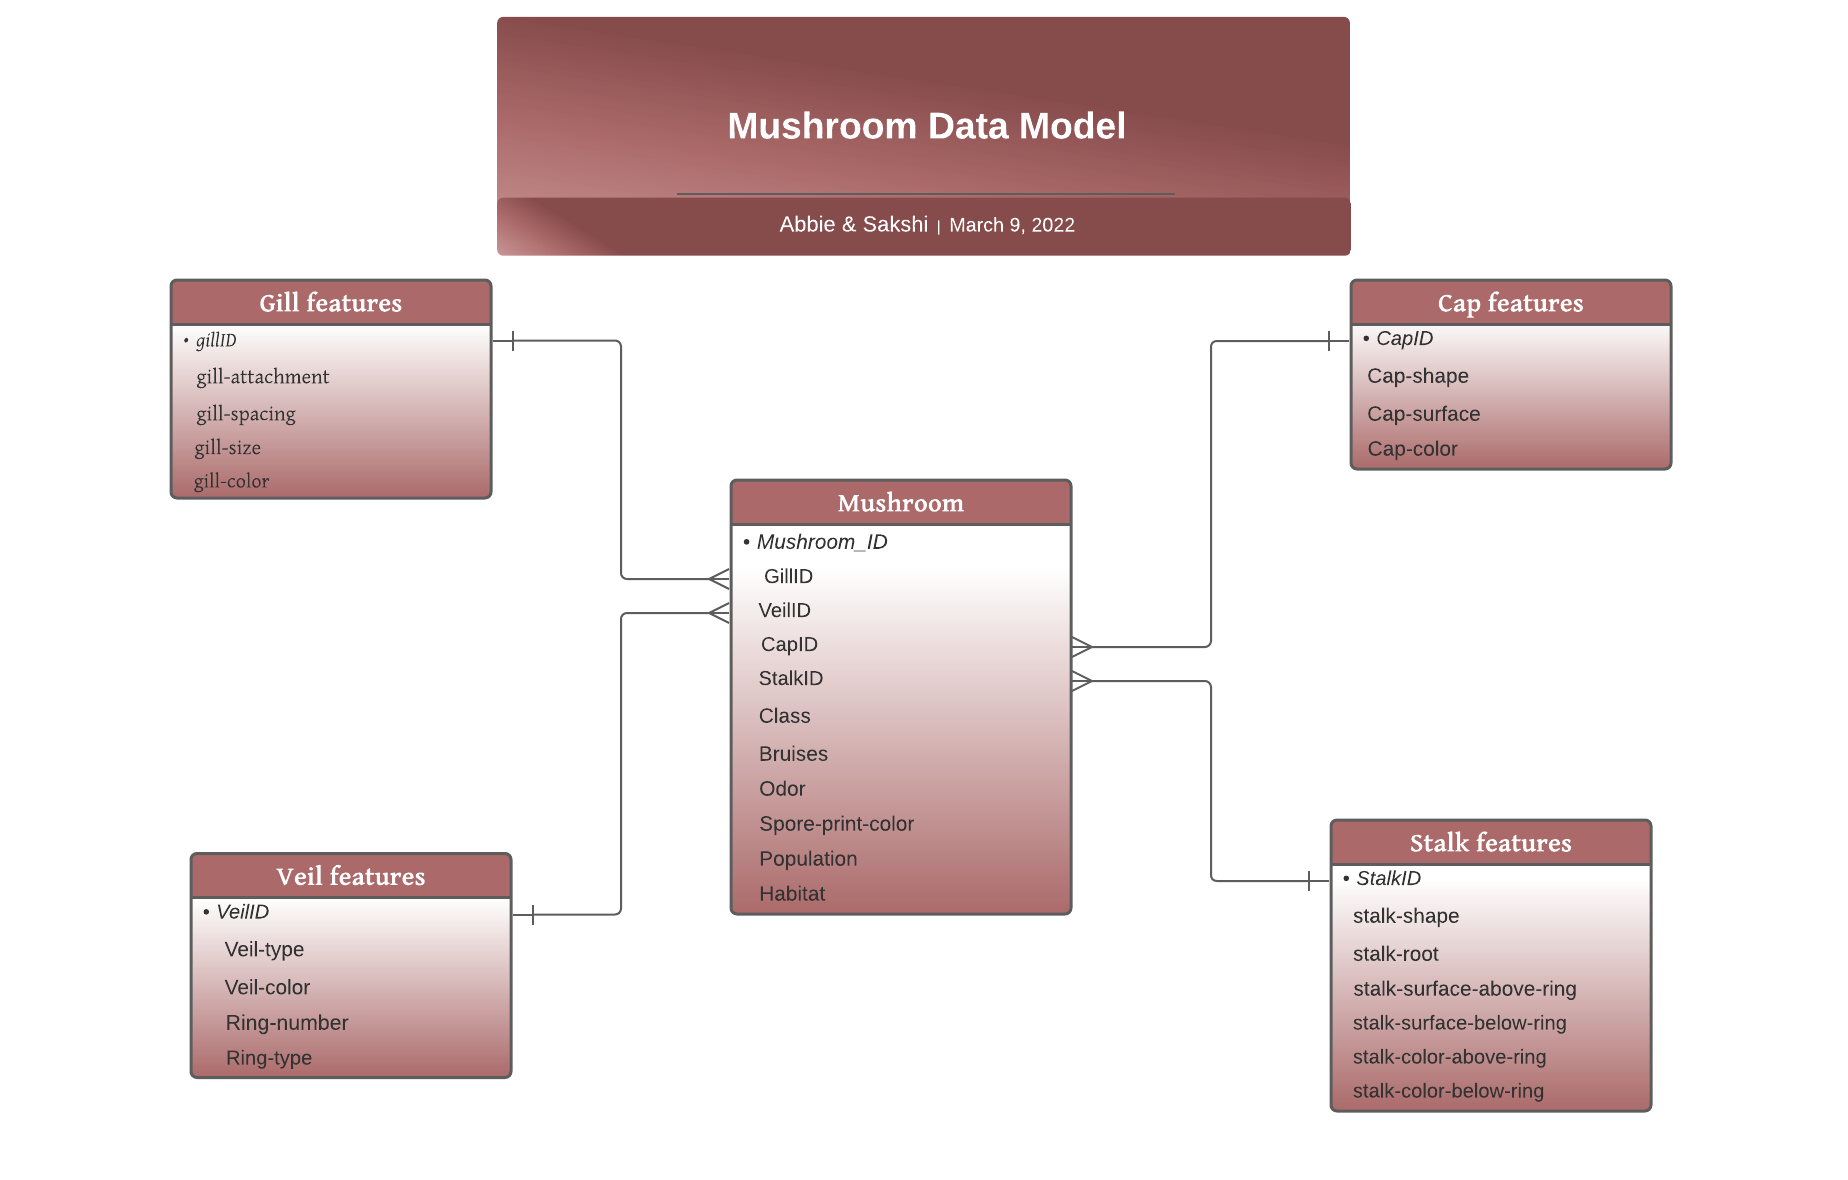 Mushroom Data Model
Abbie & Sakshi | March 9, 2022
Gill features
• gillID
gill-attachment
gill-spacing
gill-size
gill-color
Cap features
• CapID
Cap-shape
Cap-surface
Cap-color
Mushroom
• Mushroom_ID
GillID
VeilID
CapID
StalkID
Class
Bruises
Odor
Spore-print-color
Population
Habitat
Veil features
• VeilID
Veil-type
Veil-color
Ring-number
Ring-type
Stalk features
• StalkID
stalk-shape
stalk-root
stalk-surface-above-ring
stalk-surface-below-ring
stalk-color-above-ring
stalk-color-below-ring